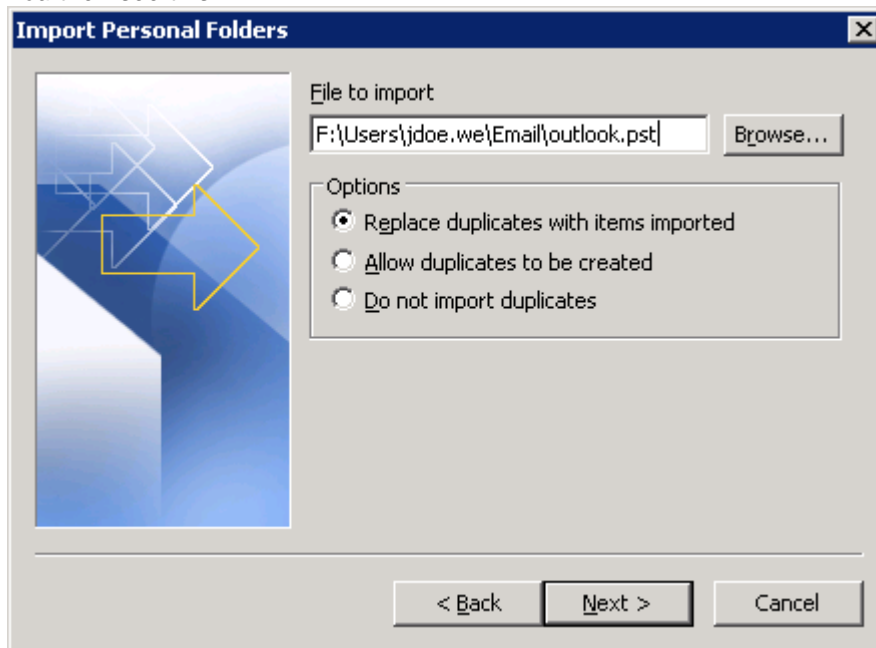 Import Personal Folders
File to import
F:\Users\jdoe.we\Email\outlook.pst
Browse...
Options
Replace duplicates with items imported
Allow duplicates to be created
Do not import duplicates
< Back
Next >
Cancel